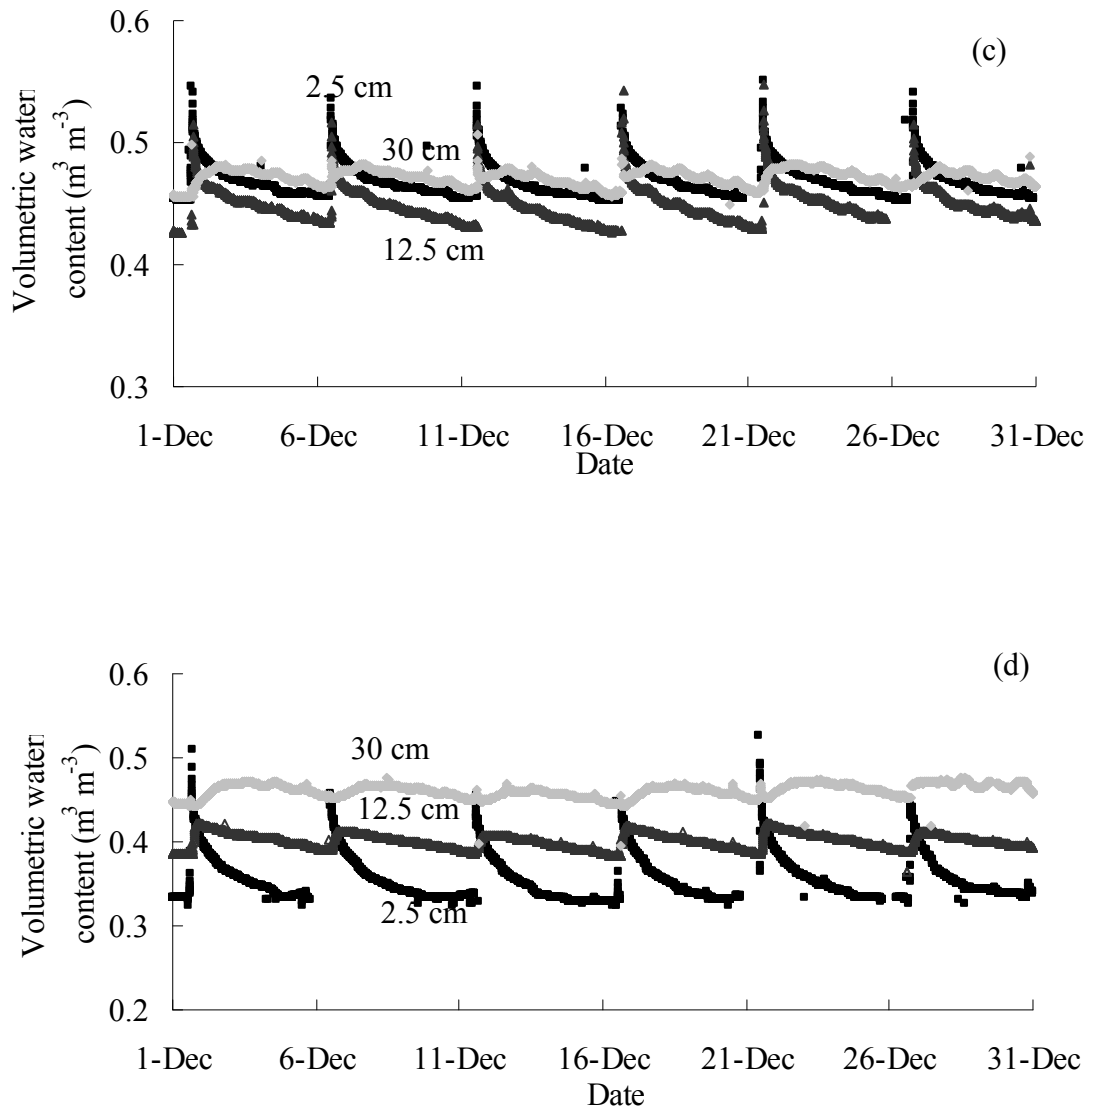 0.6
(c)
2.5 cm
Volumetric water
content (m³ m⁻³)
0.5
30 cm
12.5 cm
0.4
0.3
1-Dec 6-Dec 11-Dec 16-Dec 21-Dec 26-Dec 31-Dec
Date
0.6
(d)
30 cm
Volumetric water
content (m³ m⁻³)
0.5
12.5 cm
0.4
2.5 cm
0.3
0.2
1-Dec 6-Dec 11-Dec 16-Dec 21-Dec 26-Dec 31-Dec
Date